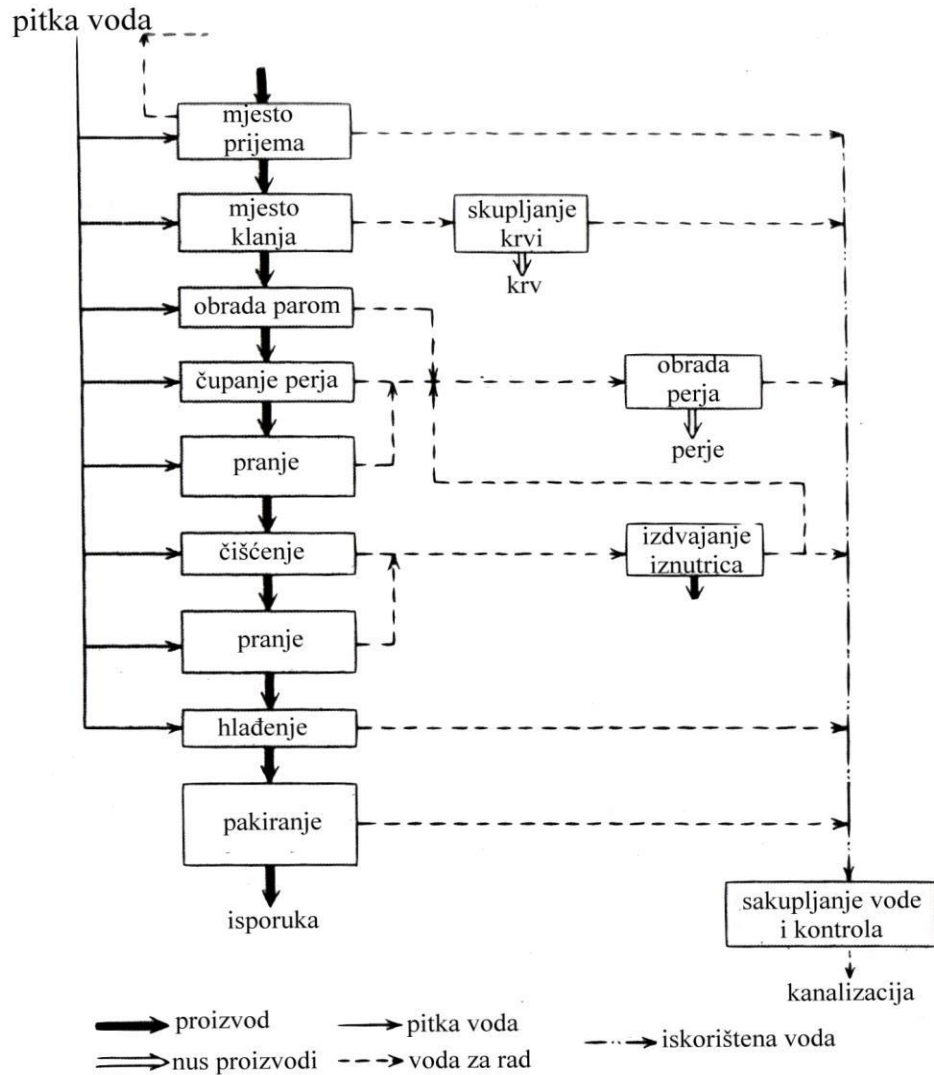 pitka voda
mjesto
prijema
mjesto
klanja
skupljanje
krvi
krv
obrada parom
čupanje perja
obrada
perja
perje
pranje
čišćenje
izdvajanje
iznutrica
pranje
hlađenje
pakiranje
isporuka
sakupljanje vode
i kontrola
kanalizacija
proizvod
pitka voda
iskorištena voda
nus proizvodi
voda za rad